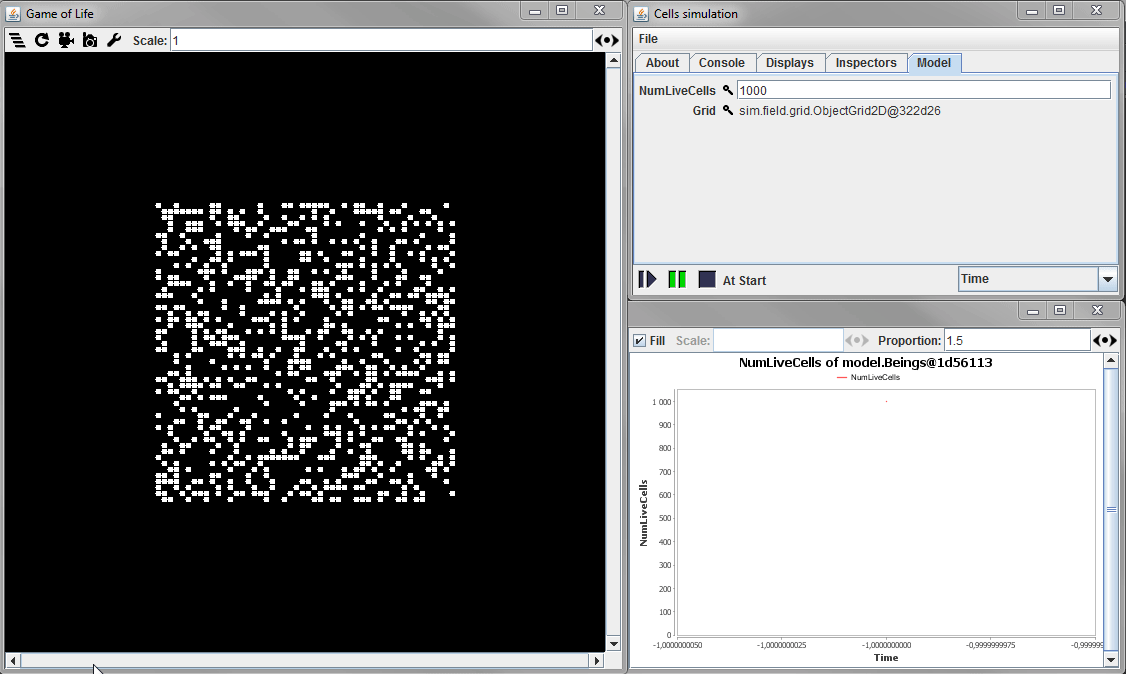 Game of Life
Scale: 1
Cells simulation
File
About Console Displays Inspectors Model
NumLiveCells 1000
Grid sim.field.grid.ObjectGrid2D@322d26
At Start
Time
Fill Scale: Proportion: 1.5
NumLiveCells of model.Beings@1d56113
NumLiveCells
NumLiveCells
1 000
900
800
700
600
500
400
300
200
100
0
-1,0000000050 -1,0000000025 -1,0000000000 -0,9999999975 -0,999999
Time